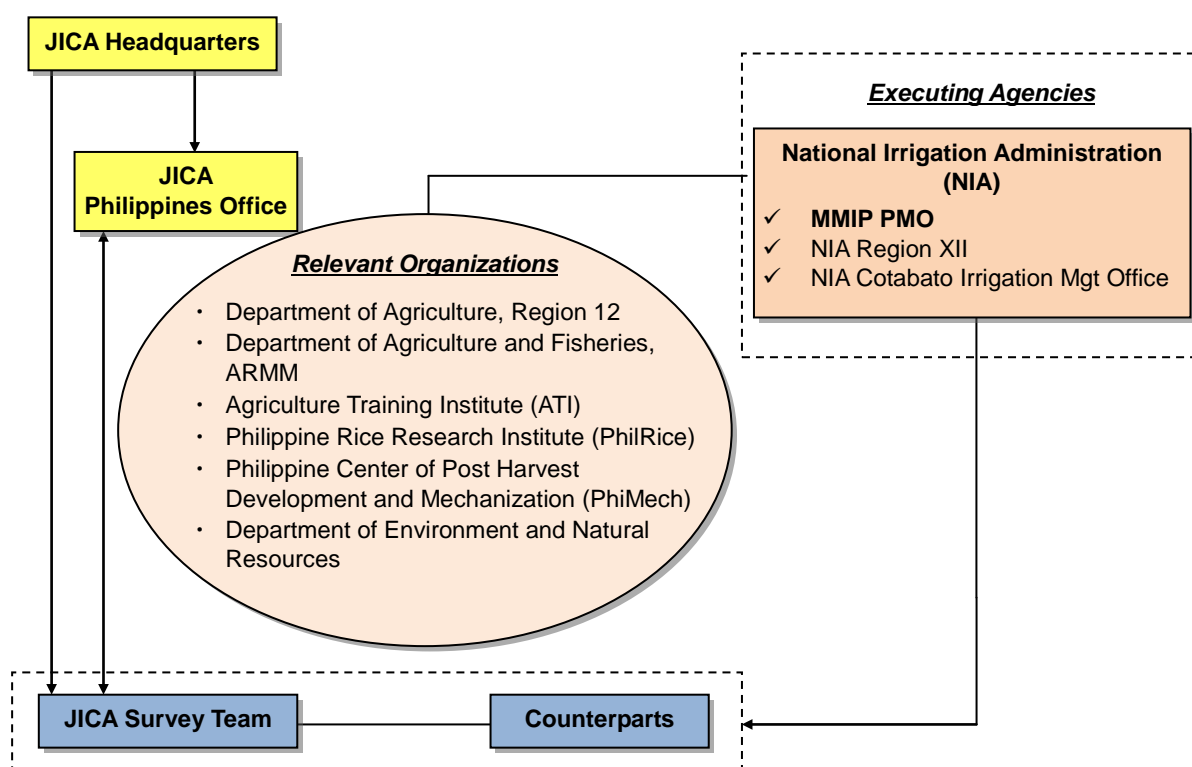 JICA Headquarters
JICA
Philippines Office
Executing Agencies
National Irrigation Administration
(NIA)
✓ MMIP PMO
✓ NIA Region XII
✓ NIA Cotabato Irrigation Mgt Office
Relevant Organizations
・ Department of Agriculture, Region 12
・ Department of Agriculture and Fisheries,
ARMM
・ Agriculture Training Institute (ATI)
・ Philippine Rice Research Institute (PhilRice)
・ Philippine Center of Post Harvest
Development and Mechanization (PhiMech)
・ Department of Environment and Natural
Resources
JICA Survey Team
Counterparts